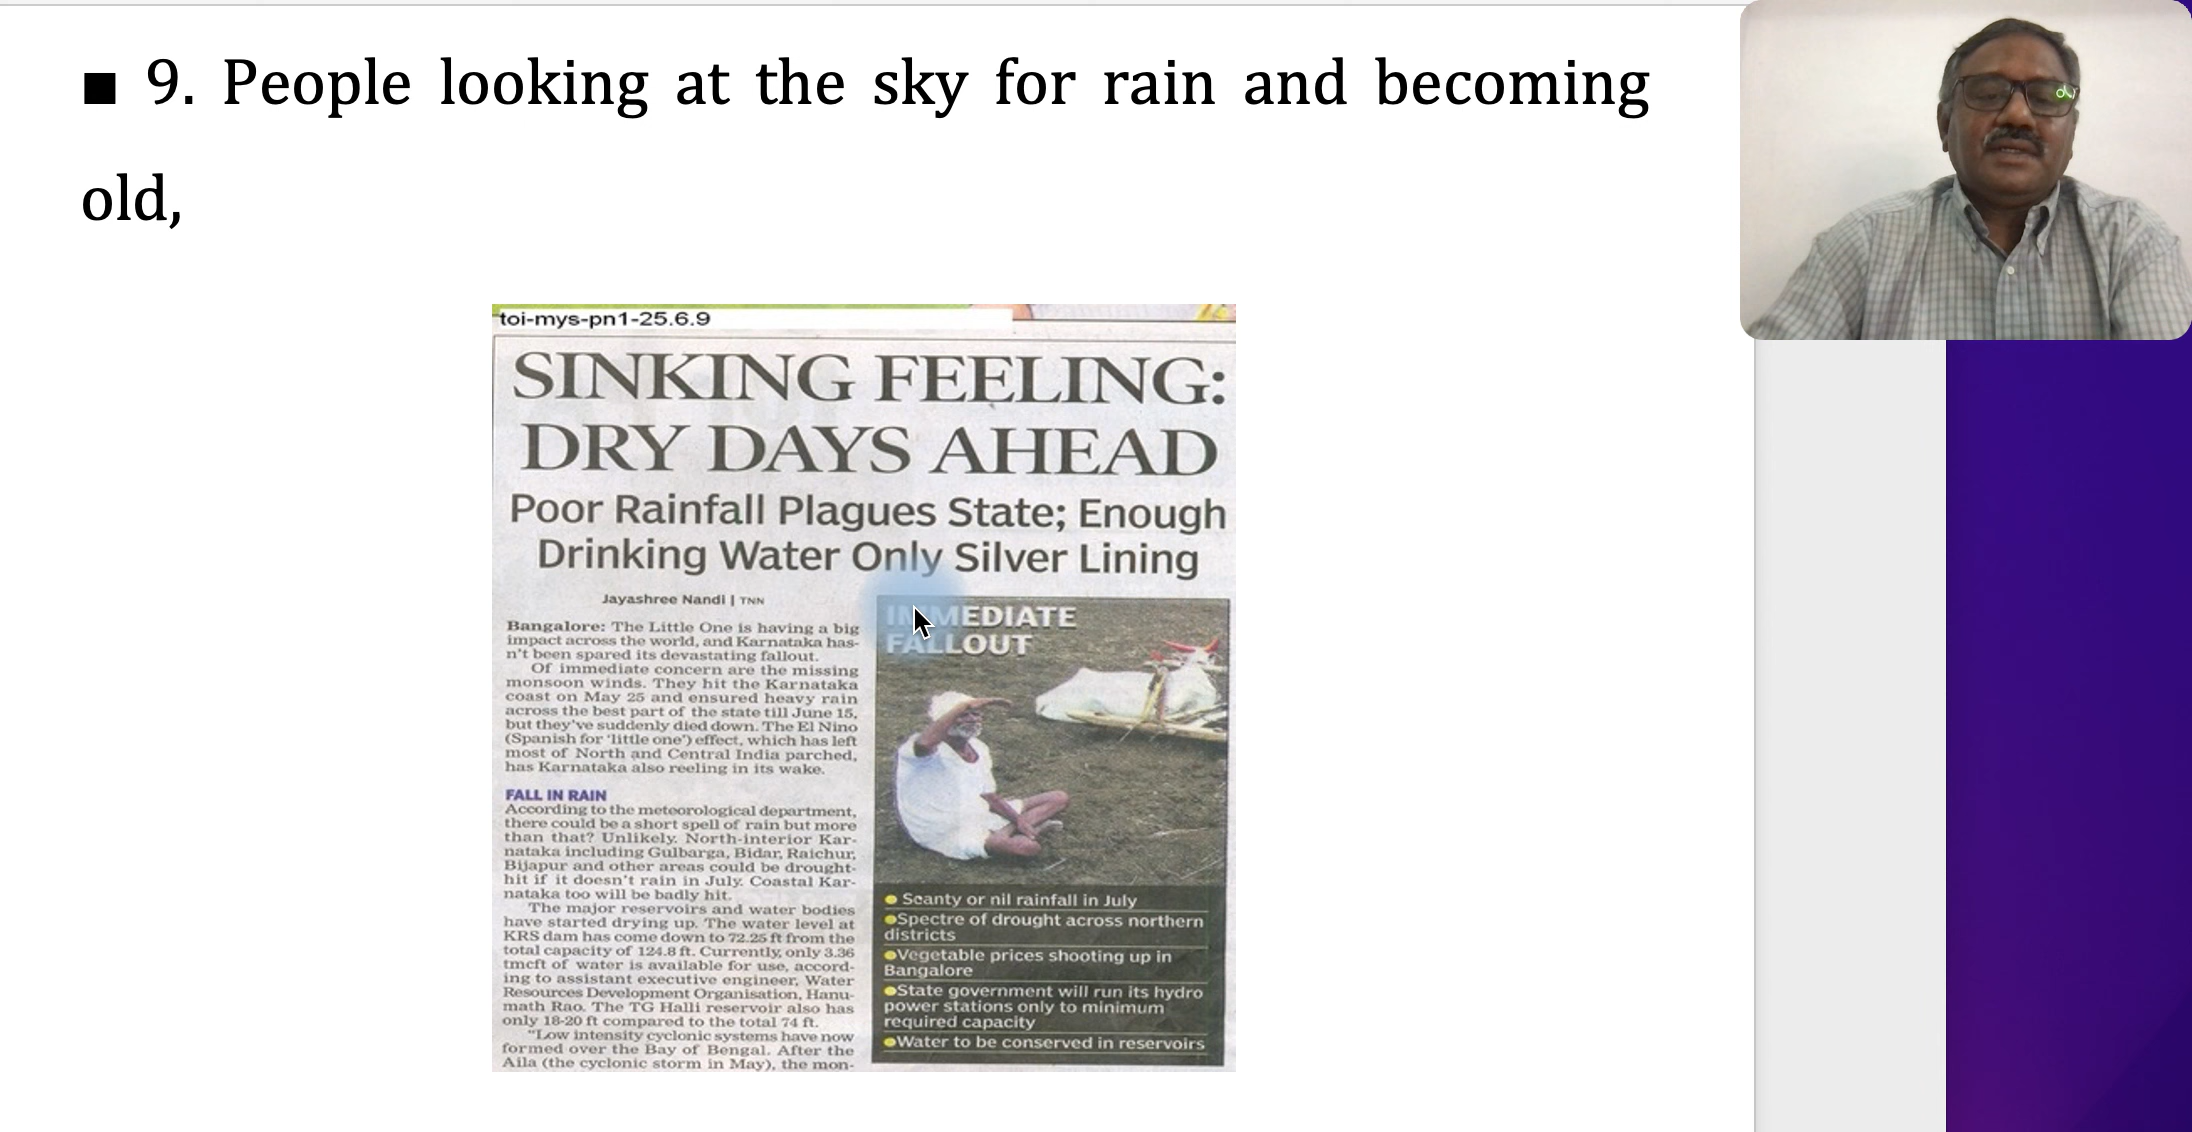 ■ 9. People looking at the sky for rain and becoming
old,
toi-mys-pn1-25.6.9
SINKING FEELING:
DRY DAYS AHEAD
Poor Rainfall Plagues State; Enough
Drinking Water Only Silver Lining
Jayashree Nandi | TNN
Bangalore: The Little One is having a big
impact across the world, and Karnataka has-
n't been spared its devastating fallout.
Of immediate concern are the missing
monsoon winds. They hit the Karnataka
coast on May 25 and ensured heavy rain
across the best part of the state till June 15,
but they've suddenly died down. The El Nino
(Spanish for 'little one') effect, which has left
most of North and Central India parched,
has Karnataka also reeling in its wake.
FALL IN RAIN
According to the meteorological department,
there could be a short spell of rain but more
than that? Unlikely. North-interior Kar-
nataka including Gulbarga, Bidar, Raichur,
Bijapur and other areas could be drought-
hit if it doesn't rain in July. Coastal Kar-
nataka too will be badly hit.
The major reservoirs and water bodies
have started drying up. The water level at
KRS dam has come down to 72.25 ft from the
total capacity of 124.8 ft. Currently, only 3.36
tmcft of water is available for use, accord-
ing to assistant executive engineer, Water
Resources Development Organisation, Hanu-
math Rao. The TG Halli reservoir also has
only 18-20 ft compared to the total 74 ft.
"Low intensity cyclonic systems have now
formed over the Bay of Bengal. After the
Aila (the cyclonic storm in May), the mon-
IMMEDIATE
FALLOUT
● Scanty or nil rainfall in July
●Spectre of drought across northern
districts
●Vegetable prices shooting up in
Bangalore
●State government will run its hydro
power stations only to minimum
required capacity
●Water to be conserved in reservoirs